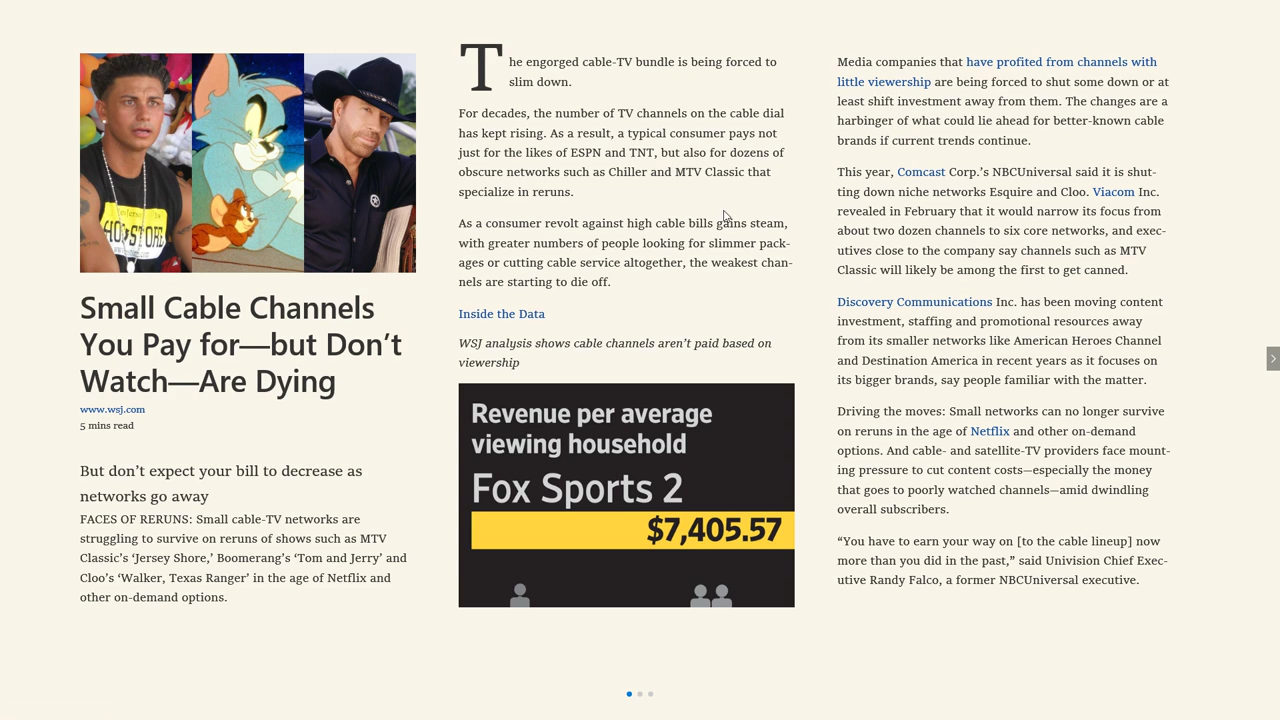 Small Cable Channels
You Pay for—but Don’t
Watch—Are Dying
www.wsj.com
5 mins read
But don’t expect your bill to decrease as
networks go away
FACES OF RERUNS: Small cable-TV networks are
struggling to survive on reruns of shows such as MTV
Classic’s ‘Jersey Shore,’ Boomerang’s ‘Tom and Jerry’ and
Cloo’s ‘Walker, Texas Ranger’ in the age of Netflix and
other on-demand options.
The engorged cable-TV bundle is being forced to
slim down.
For decades, the number of TV channels on the cable dial
has kept rising. As a result, a typical consumer pays not
just for the likes of ESPN and TNT, but also for dozens of
obscure networks such as Chiller and MTV Classic that
specialize in reruns.
As a consumer revolt against high cable bills gains steam,
with greater numbers of people looking for slimmer pack-
ages or cutting cable service altogether, the weakest chan-
nels are starting to die off.
Inside the Data
WSJ analysis shows cable channels aren’t paid based on
viewership
Revenue per average
viewing household
Fox Sports 2
$7,405.57
Media companies that have profited from channels with
little viewership are being forced to shut some down or at
least shift investment away from them. The changes are a
harbinger of what could lie ahead for better-known cable
brands if current trends continue.
This year, Comcast Corp.’s NBCUniversal said it is shut-
ting down niche networks Esquire and Cloo. Viacom Inc.
revealed in February that it would narrow its focus from
about two dozen channels to six core networks, and exec-
utives close to the company say channels such as MTV
Classic will likely be among the first to get canned.
Discovery Communications Inc. has been moving content
investment, staffing and promotional resources away
from its smaller networks like American Heroes Channel
and Destination America in recent years as it focuses on
its bigger brands, say people familiar with the matter.
Driving the moves: Small networks can no longer survive
on reruns in the age of Netflix and other on-demand
options. And cable- and satellite-TV providers face mount-
ing pressure to cut content costs—especially the money
that goes to poorly watched channels—amid dwindling
overall subscribers.
“You have to earn your way on [to the cable lineup] now
more than you did in the past,” said Univision Chief Exec-
utive Randy Falco, a former NBCUniversal executive.